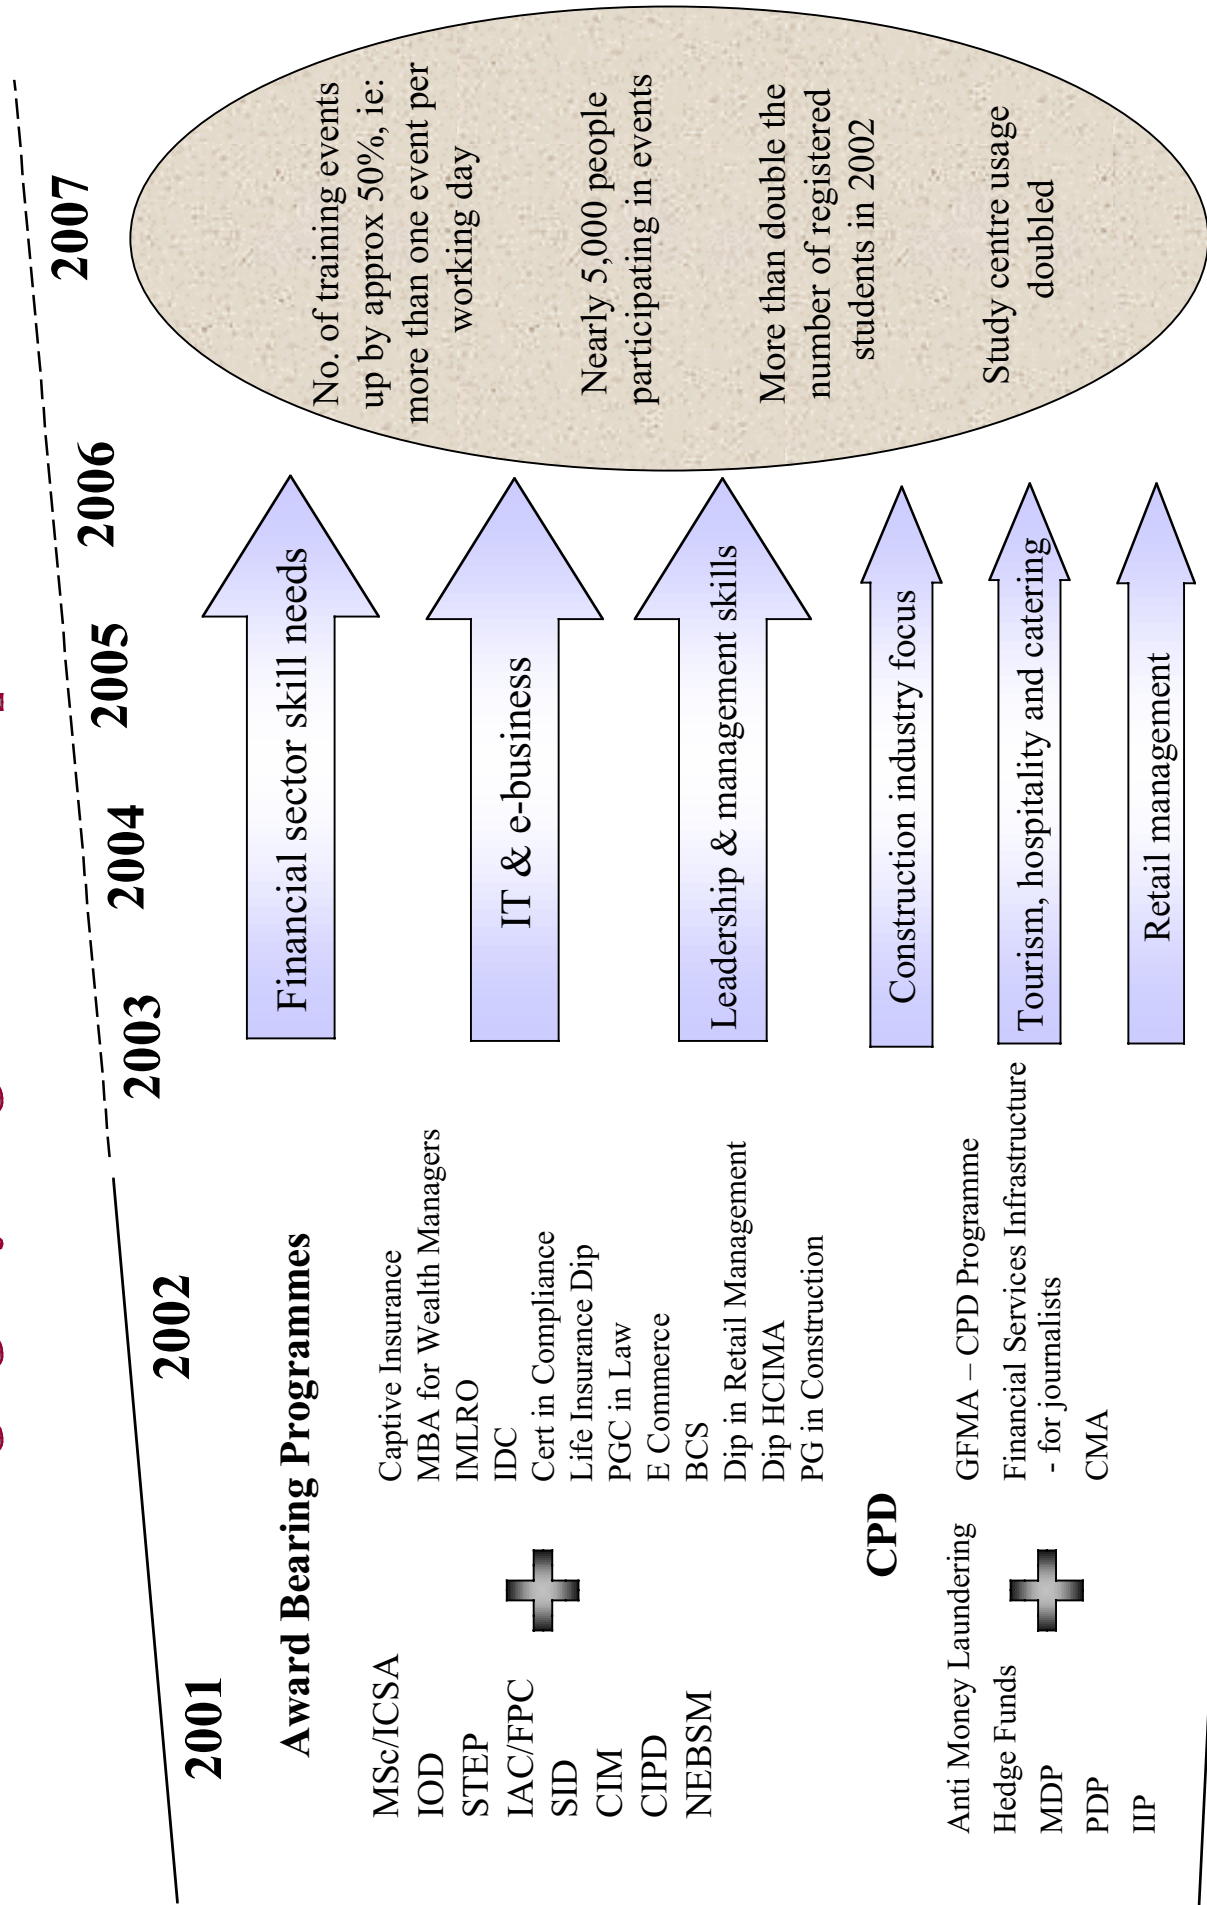 2001
2002
2003
2004
2005
2006
2007
Award Bearing Programmes
MSc/ICSA
IOD
STEP
IAC/FPC
SID
CIM
CIPD
NEBSM
Captive Insurance
MBA for Wealth Managers
IMLRO
IDC
Cert in Compliance
Life Insurance Dip
PGC in Law
E Commerce
BCS
Dip in Retail Management
Dip HCIMA
PG in Construction
CPD
Anti Money Laundering
Hedge Funds
MDP
PDP
IIP
GFMA – CPD Programme
Financial Services Infrastructure
- for journalists
CMA
Financial sector skill needs
IT & e-business
Leadership & management skills
Construction industry focus
Tourism, hospitality and catering
Retail management
No. of training events
up by approx 50%, ie:
more than one event per
working day
Nearly 5,000 people
participating in events
More than double the
number of registered
students in 2002
Study centre usage
doubled